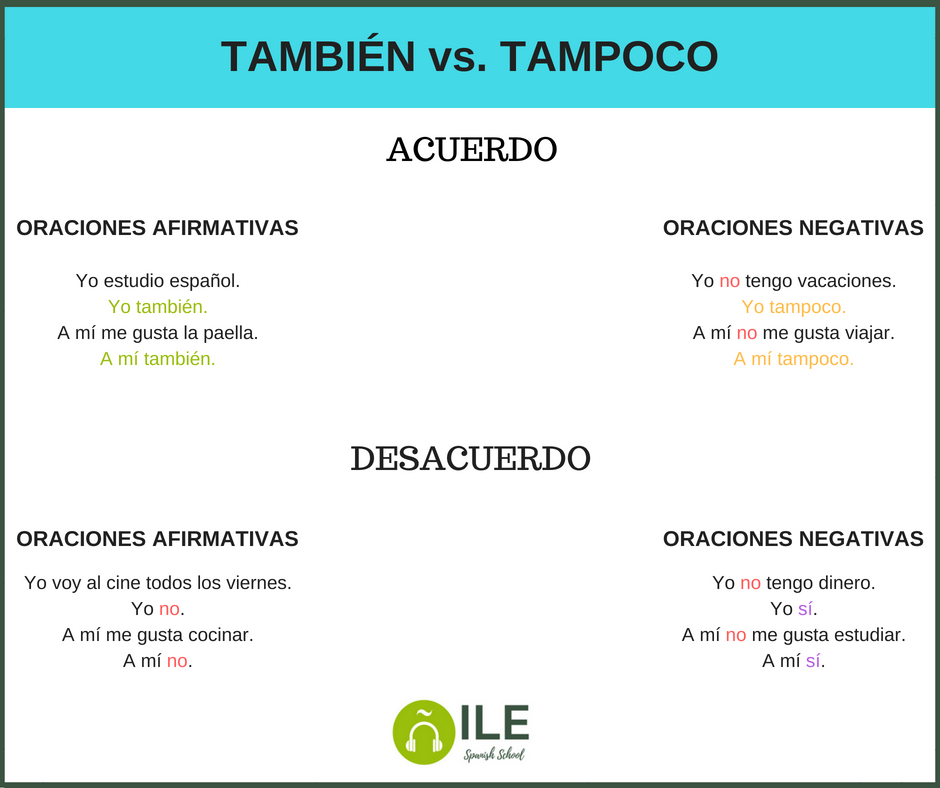 TAMBIÉN vs. TAMPOCO
ACUERDO
ORACIONES AFIRMATIVAS
Yo estudio español.
Yo también.
A mí me gusta la paella.
A mí también.
ORACIONES NEGATIVAS
Yo no tengo vacaciones.
Yo tampoco.
A mí no me gusta viajar.
A mí tampoco.
DESACUERDO
ORACIONES AFIRMATIVAS
Yo voy al cine todos los viernes.
Yo no.
A mí me gusta cocinar.
A mí no.
ORACIONES NEGATIVAS
Yo no tengo dinero.
Yo sí.
A mí no me gusta estudiar.
A mí sí.
ILE
Spanish School